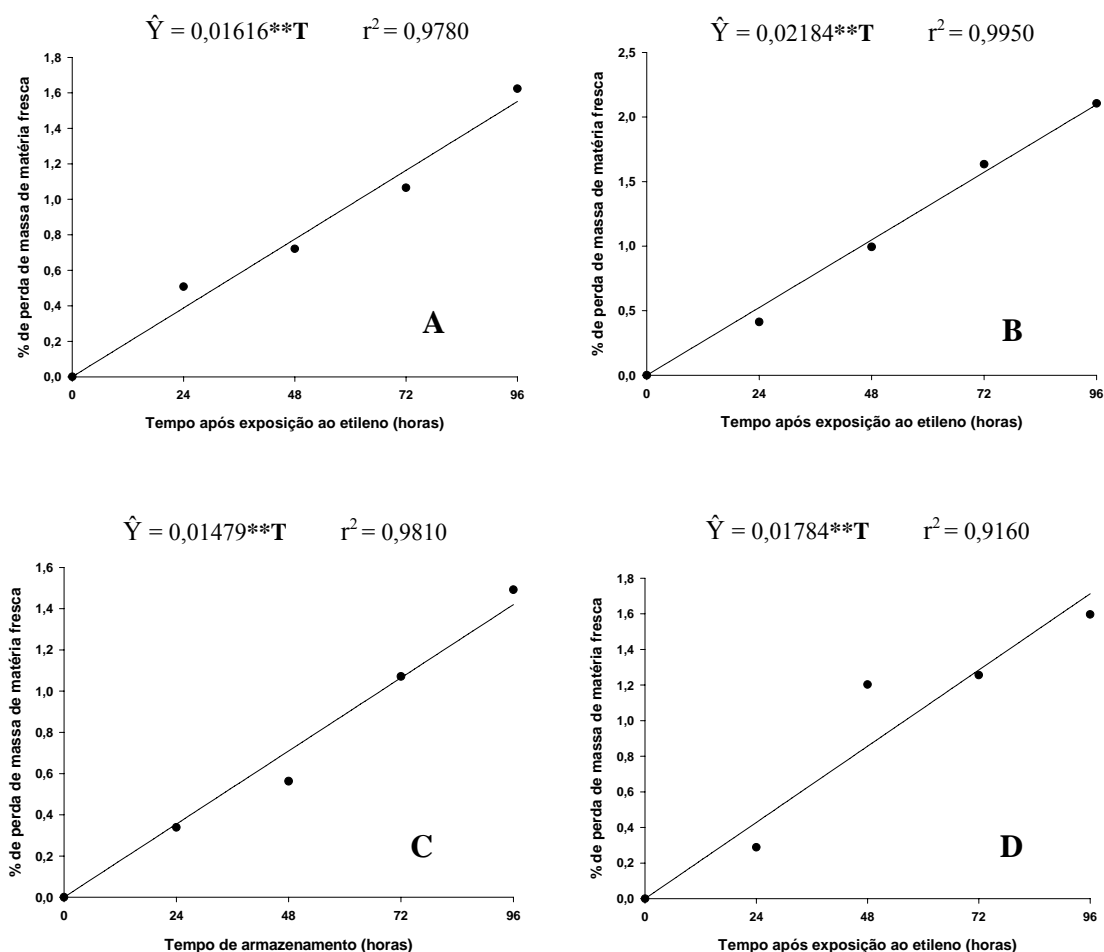 Ŷ = 0,01616**T r² = 0,9780
% de perda de massa de matéria fresca
1,8
1,6
1,4
1,2
1,0
0,8
0,6
0,4
0,2
0,0
A
0 24 48 72 96
Tempo após exposição ao etileno (horas)
Ŷ = 0,02184**T r² = 0,9950
% de perda de massa de matéria fresca
2,5
2,0
1,5
1,0
0,5
0,0
B
0 24 48 72 96
Tempo após exposição ao etileno (horas)
Ŷ = 0,01479**T r² = 0,9810
% de perda de massa de matéria fresca
1,6
1,4
1,2
1,0
0,8
0,6
0,4
0,2
0,0
C
0 24 48 72 96
Tempo de armazenamento (horas)
Ŷ = 0,01784**T r² = 0,9160
% de perda de massa de matéria fresca
1,8
1,6
1,4
1,2
1,0
0,8
0,6
0,4
0,2
0,0
D
0 24 48 72 96
Tempo após exposição ao etileno (horas)